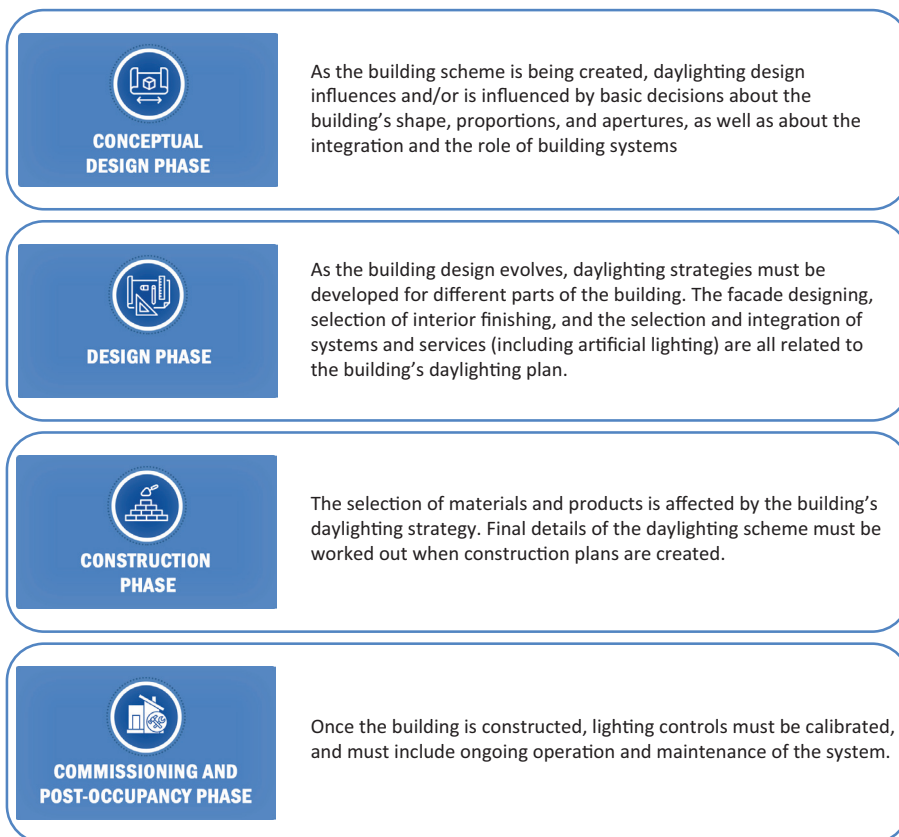 CONCEPTUAL
DESIGN PHASE
As the building scheme is being created, daylighting design
influences and/or is influenced by basic decisions about the
building's shape, proportions, and apertures, as well as about the
integration and the role of building systems
DESIGN PHASE
As the building design evolves, daylighting strategies must be
developed for different parts of the building. The facade designing,
selection of interior finishing, and the selection and integration of
systems and services (including artificial lighting) are all related to
the building's daylighting plan.
CONSTRUCTION
PHASE
The selection of materials and products is affected by the building's
daylighting strategy. Final details of the daylighting scheme must be
worked out when construction plans are created.
COMMISSIONING AND
POST-OCCUPANCY PHASE
Once the building is constructed, lighting controls must be calibrated,
and must include ongoing operation and maintenance of the system.